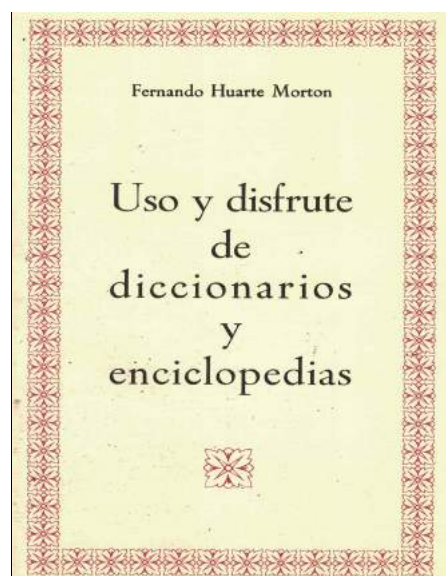 Fernando Huarte Morton
Uso y disfrute
de
diccionarios
y
enciclopedias